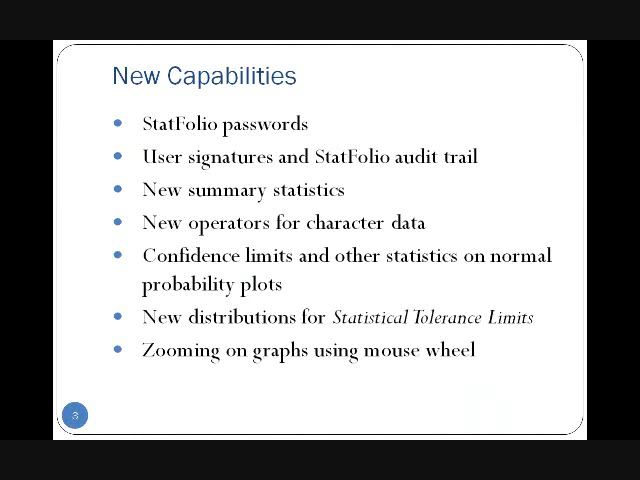 New Capabilities
StatFolio passwords
User signatures and StatFolio audit trail
New summary statistics
New operators for character data
Confidence limits and other statistics on normal
probability plots
New distributions for Statistical Tolerance Limits
Zooming on graphs using mouse wheel
3